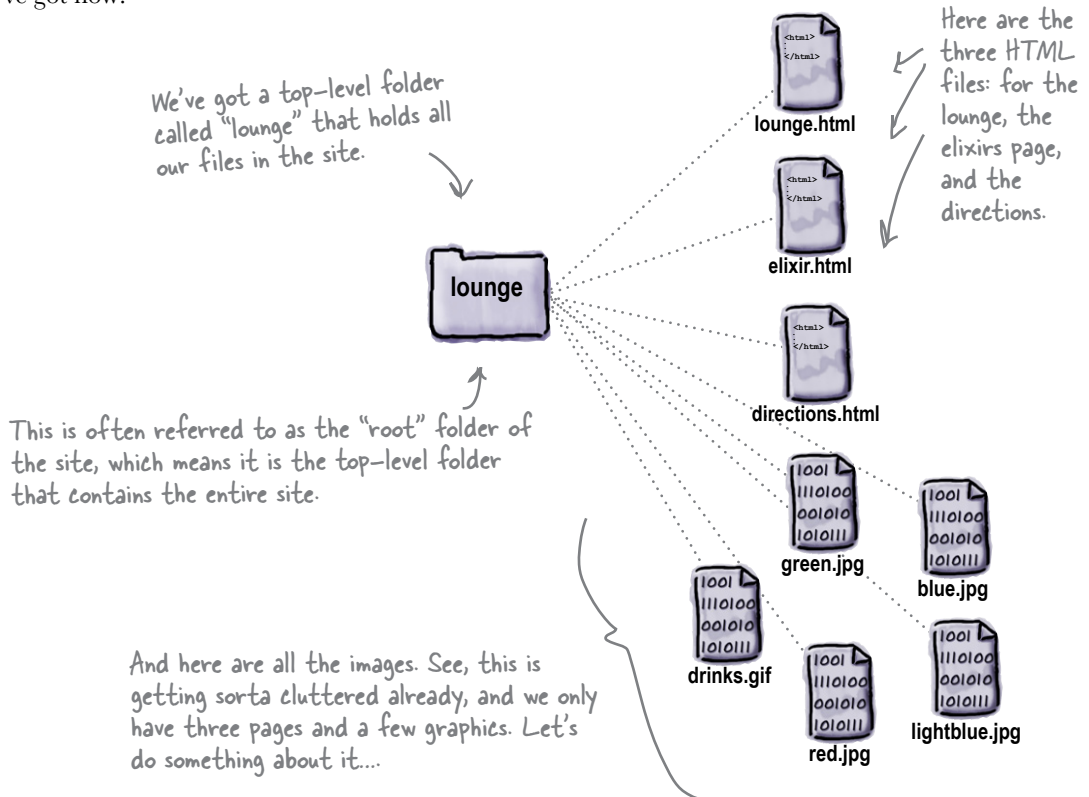 ve got now:
We've got a top-level folder
called “lounge” that holds all
our files in the site.
lounge
This is often referred to as the “root” folder of
the site, which means it is the top-level folder
that contains the entire site.
And here are all the images. See, this is
getting sorta cluttered already, and we only
have three pages and a few graphics. Let's
do something about it....
<html>
</html>
lounge.html
<html>
</html>
elixir.html
<html>
</html>
directions.html
Here are the
three HTML
files: for the
lounge, the
elixirs page,
and the
directions.
1001
1110100
001010
1010111
green.jpg
1001
1110100
001010
1010111
blue.jpg
1001
1110100
001010
1010111
drinks.gif
1001
1110100
001010
1010111
red.jpg
1001
1110100
001010
1010111
lightblue.jpg